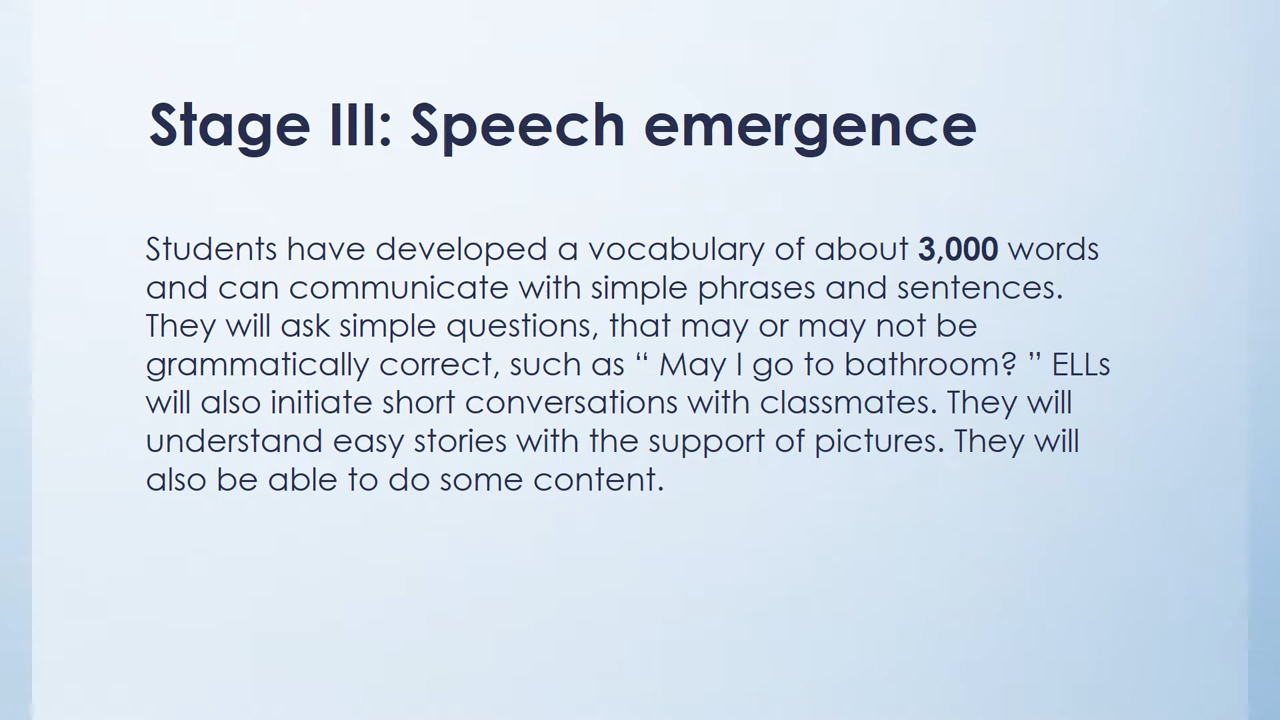 Stage III: Speech emergence
Students have developed a vocabulary of about 3,000 words
and can communicate with simple phrases and sentences.
They will ask simple questions, that may or may not be
grammatically correct, such as “ May I go to bathroom? ” ELLs
will also initiate short conversations with classmates. They will
understand easy stories with the support of pictures. They will
also be able to do some content.